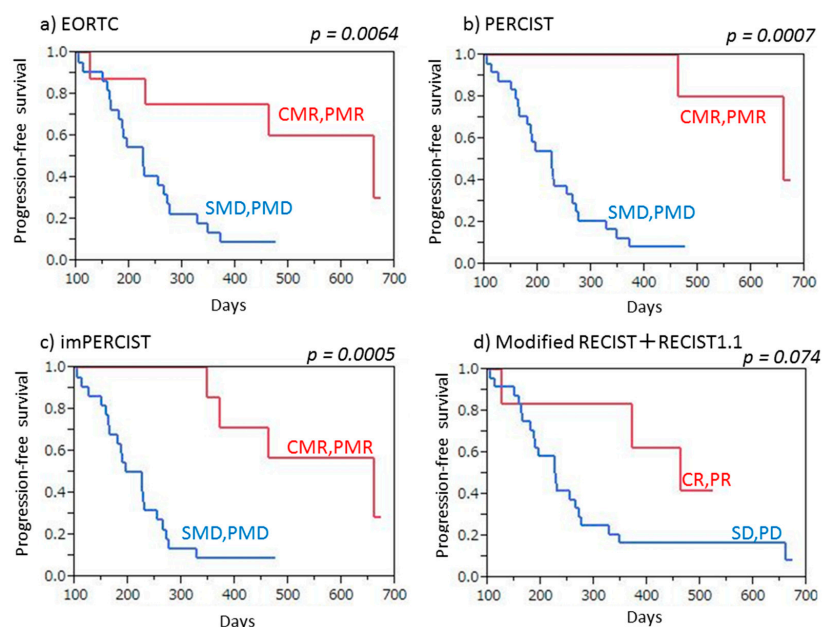 a) EORTC
p = 0.0064
1.0
0.8
0.6
0.4
0.2
0.0
Progression-free survival
CMR,PMR
SMD,PMD
100 200 300 400 500 600 700
Days
b) PERCIST
p = 0.0007
1.0
0.8
0.6
0.4
0.2
0.0
Progression-free survival
CMR,PMR
SMD,PMD
100 200 300 400 500 600 700
Days
c) imPERCIST
p = 0.0005
1.0
0.8
0.6
0.4
0.2
0.0
Progression-free survival
CMR,PMR
SMD,PMD
100 200 300 400 500 600 700
Days
d) Modified RECIST+RECIST1.1
p = 0.074
1.0
0.8
0.6
0.4
0.2
0.0
Progression-free survival
CR,PR
SD,PD
100 200 300 400 500 600 700
Days